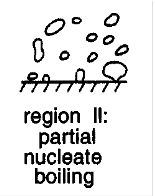 region II:
partial
nucleate
boiling